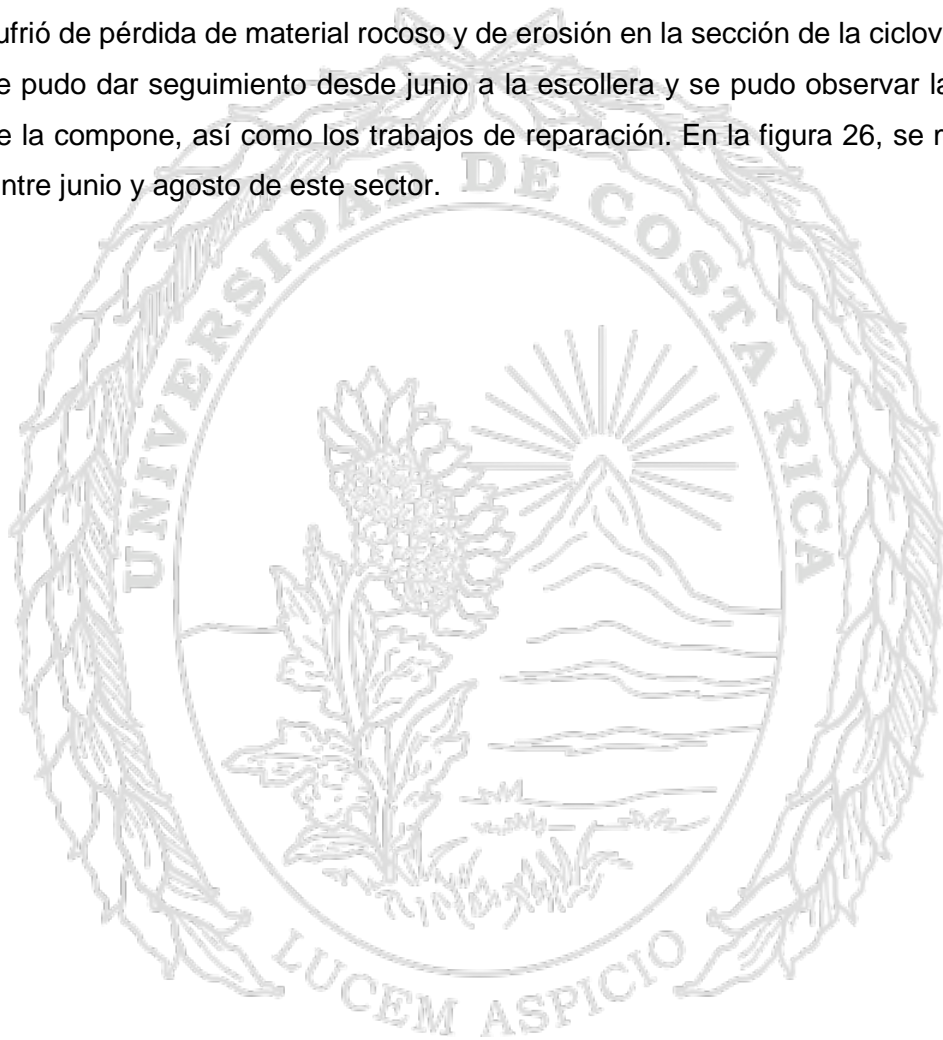 ufrió de pérdida de material rocoso y de erosión en la sección de la ciclov
e pudo dar seguimiento desde junio a la escollera y se pudo observar la
e la compone, así como los trabajos de reparación. En la figura 26, se r
ntre junio y agosto de este sector.
UNIVERSIDAD DE COSTA RICA
LUCEM ASPICIO